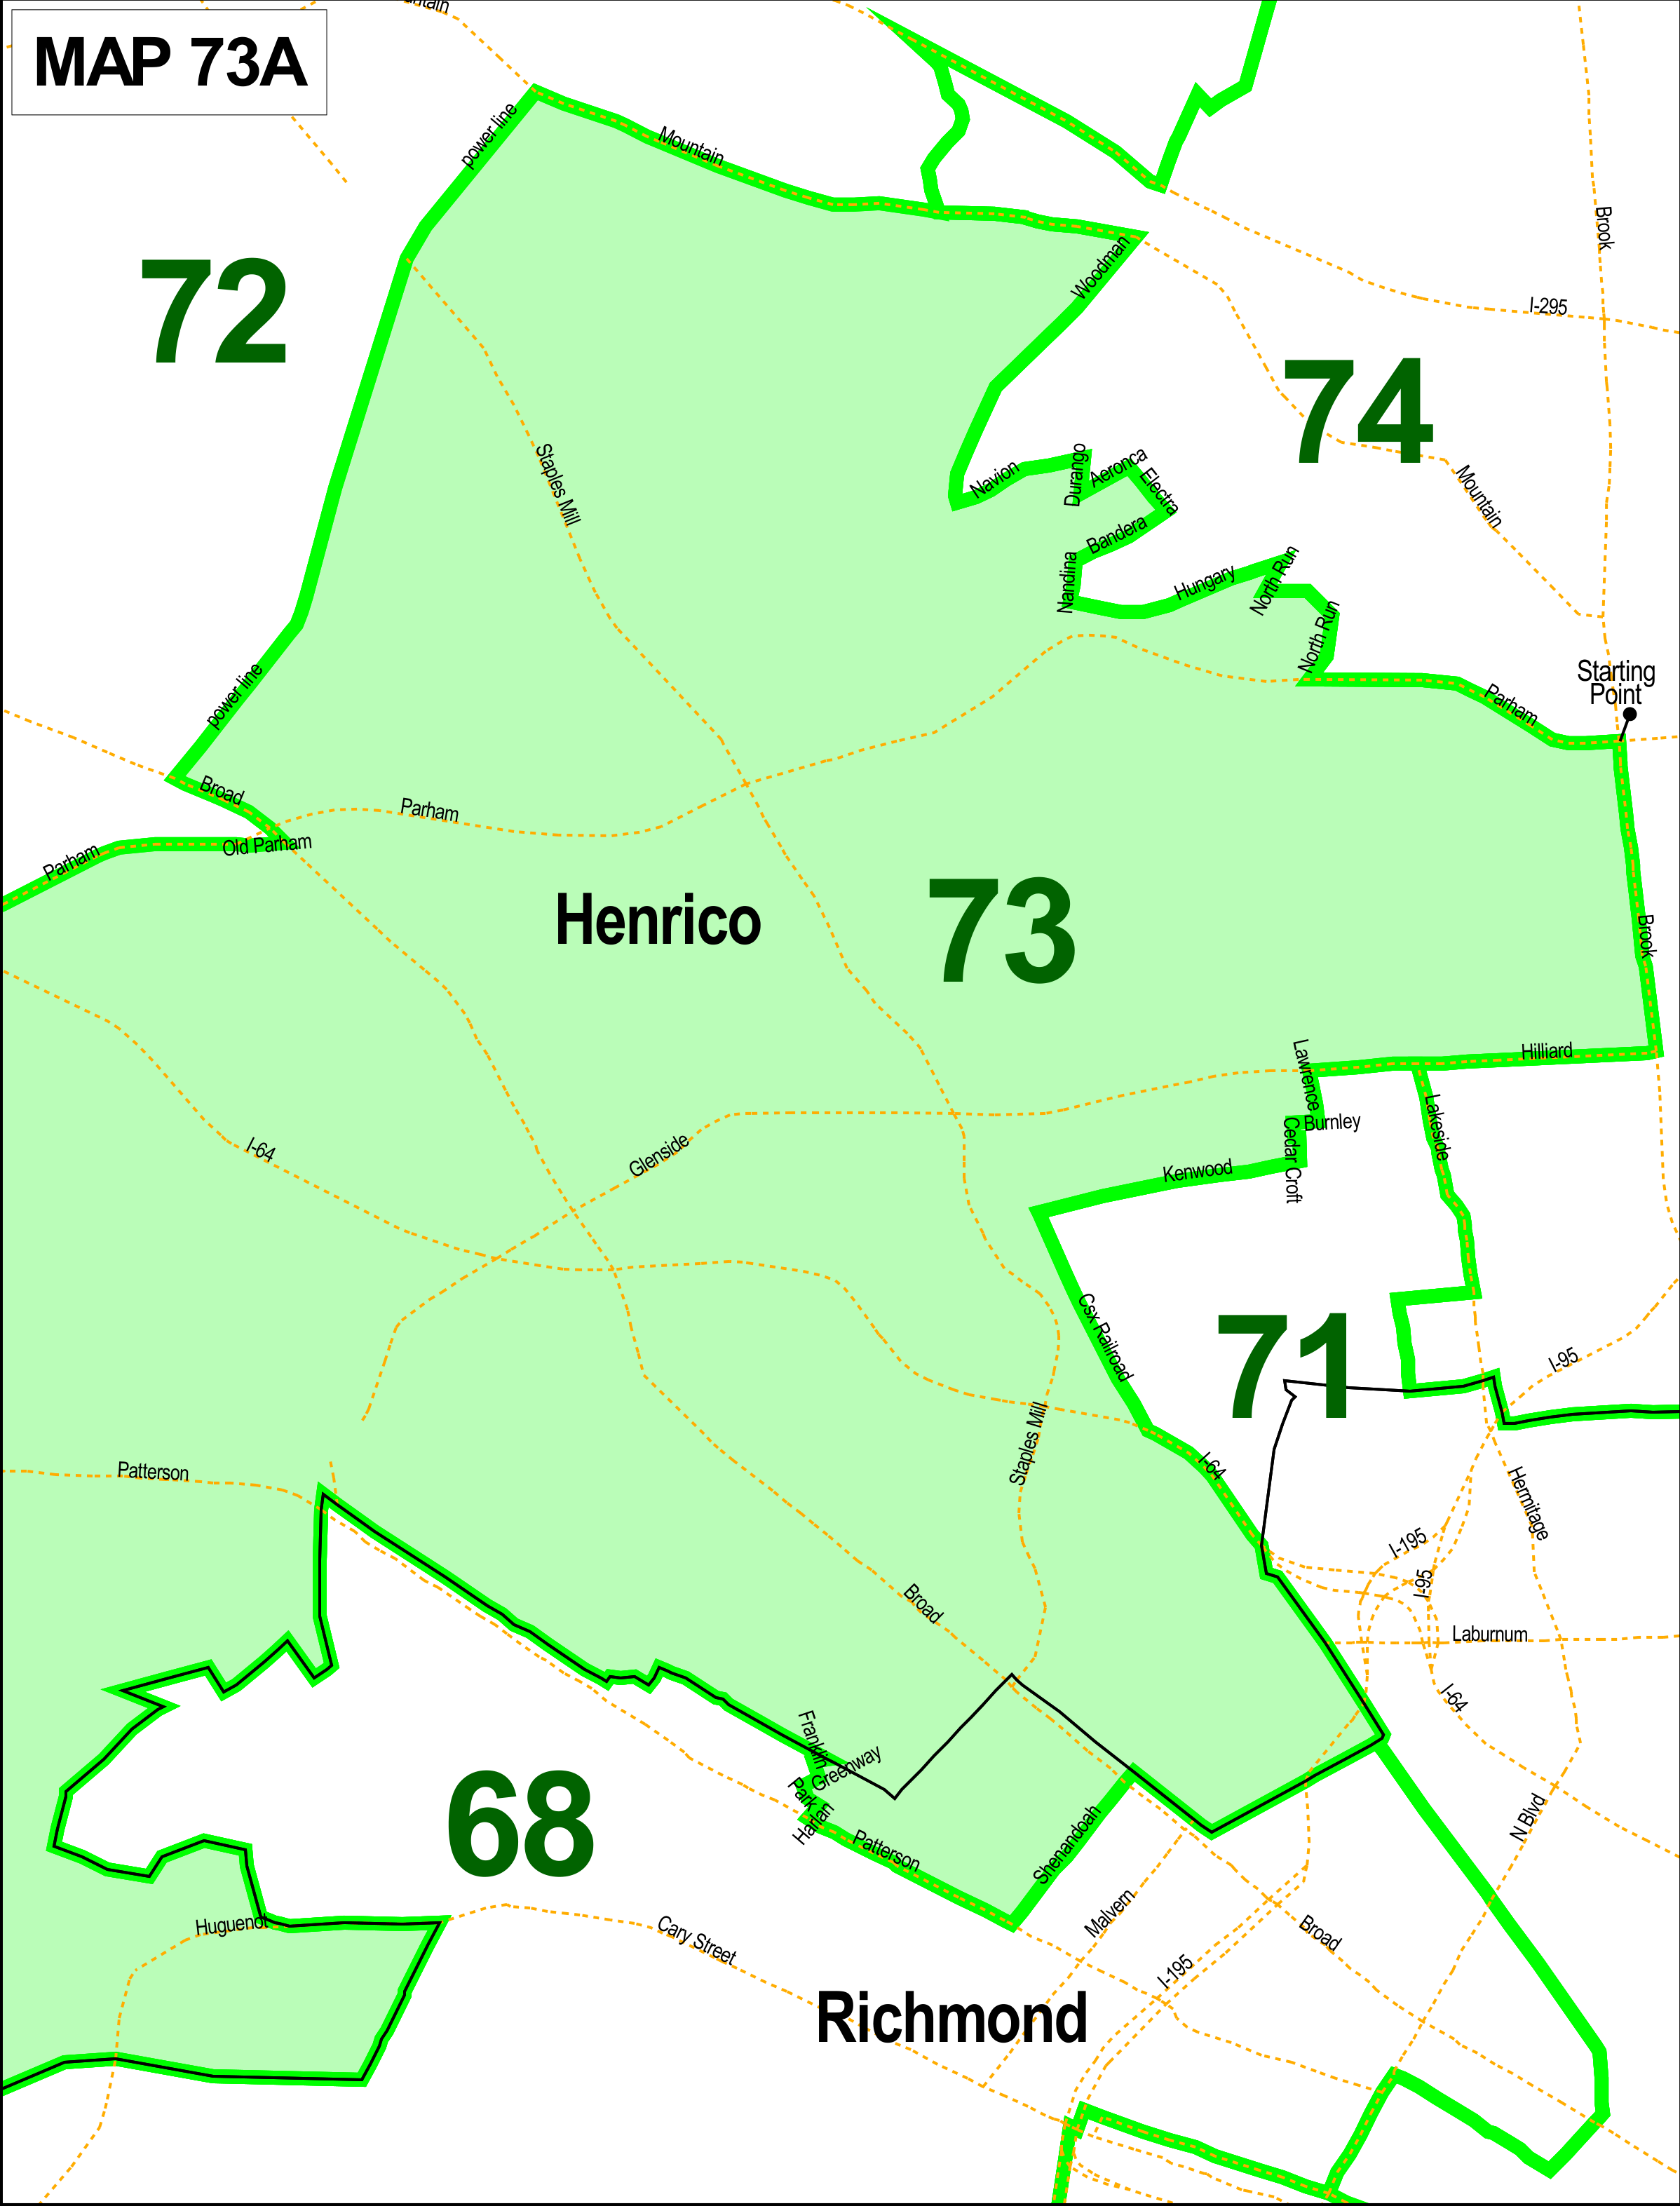 ntain
MAP 73A
power line
Mountain
Woodman
Brook
72
I-295
74
Staples Mill
Navion
Durango
Aeronca
Electra
Mountain
Bandera
Nandina
Hungary
North Run
North Run
Starting
Point
power line
Parham
Broad
Parham
Old Parham
Parham
Henrico
73
Brook
Hilliard
Lawrence
Burnley
Lakeside
Cedar Croft
Kenwood
I-64
Glenside
Csx Railroad
71
I-95
Staples Mill
I-64
Patterson
Hermitage
I-195
I-95
Broad
Laburnum
I-64
Franklin
Greenway
Park
Harlan
68
Patterson
Shenandoah
N Blvd
Malvern
Huguenot
Cary Street
Broad
I-195
Richmond